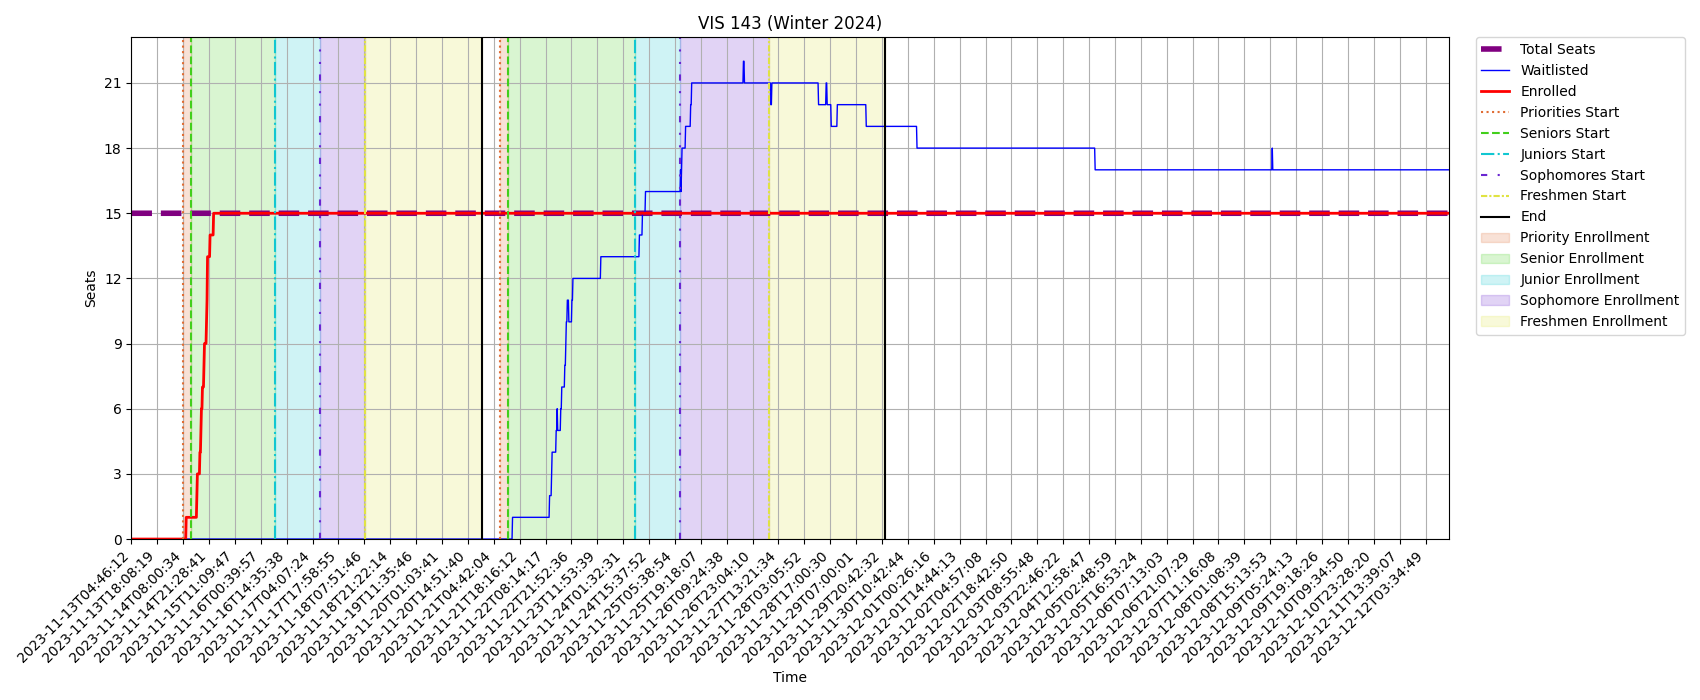 VIS 143 (Winter 2024)
Total Seats
Waitlisted
Enrolled
Priorities Start
Seniors Start
Juniors Start
Sophomores Start
Freshmen Start
End
Priority Enrollment
Senior Enrollment
Junior Enrollment
Sophomore Enrollment
Freshmen Enrollment
Seats
21
18
15
12
9
6
3
0
2023-11-13T04:46:12
2023-11-13T18:08:19
2023-11-14T08:00:34
2023-11-14T21:28:41
2023-11-15T11:09:47
2023-11-16T00:39:57
2023-11-16T14:35:38
2023-11-17T04:07:24
2023-11-17T17:58:55
2023-11-18T07:51:46
2023-11-18T21:22:14
2023-11-19T11:35:46
2023-11-20T01:03:41
2023-11-20T14:51:40
2023-11-21T04:42:04
2023-11-21T18:16:12
2023-11-22T08:14:17
2023-11-22T21:52:36
2023-11-23T11:53:39
2023-11-24T01:32:31
2023-11-24T15:37:52
2023-11-25T05:38:54
2023-11-25T19:18:07
2023-11-26T09:24:38
2023-11-26T23:04:10
2023-11-27T13:21:34
2023-11-28T03:05:52
2023-11-28T17:00:30
2023-11-29T07:00:01
2023-11-29T20:42:32
2023-11-30T10:42:44
2023-12-01T00:26:16
2023-12-01T14:44:13
2023-12-02T04:57:08
2023-12-02T18:42:50
2023-12-03T08:55:48
2023-12-03T22:46:22
2023-12-04T12:58:47
2023-12-05T02:48:59
2023-12-05T16:53:24
2023-12-06T07:13:03
2023-12-06T21:07:29
2023-12-07T11:16:08
2023-12-08T01:08:39
2023-12-08T15:13:53
2023-12-09T05:24:13
2023-12-09T19:18:26
2023-12-10T09:34:50
2023-12-10T23:28:20
2023-12-11T13:39:07
2023-12-12T03:34:49
Time